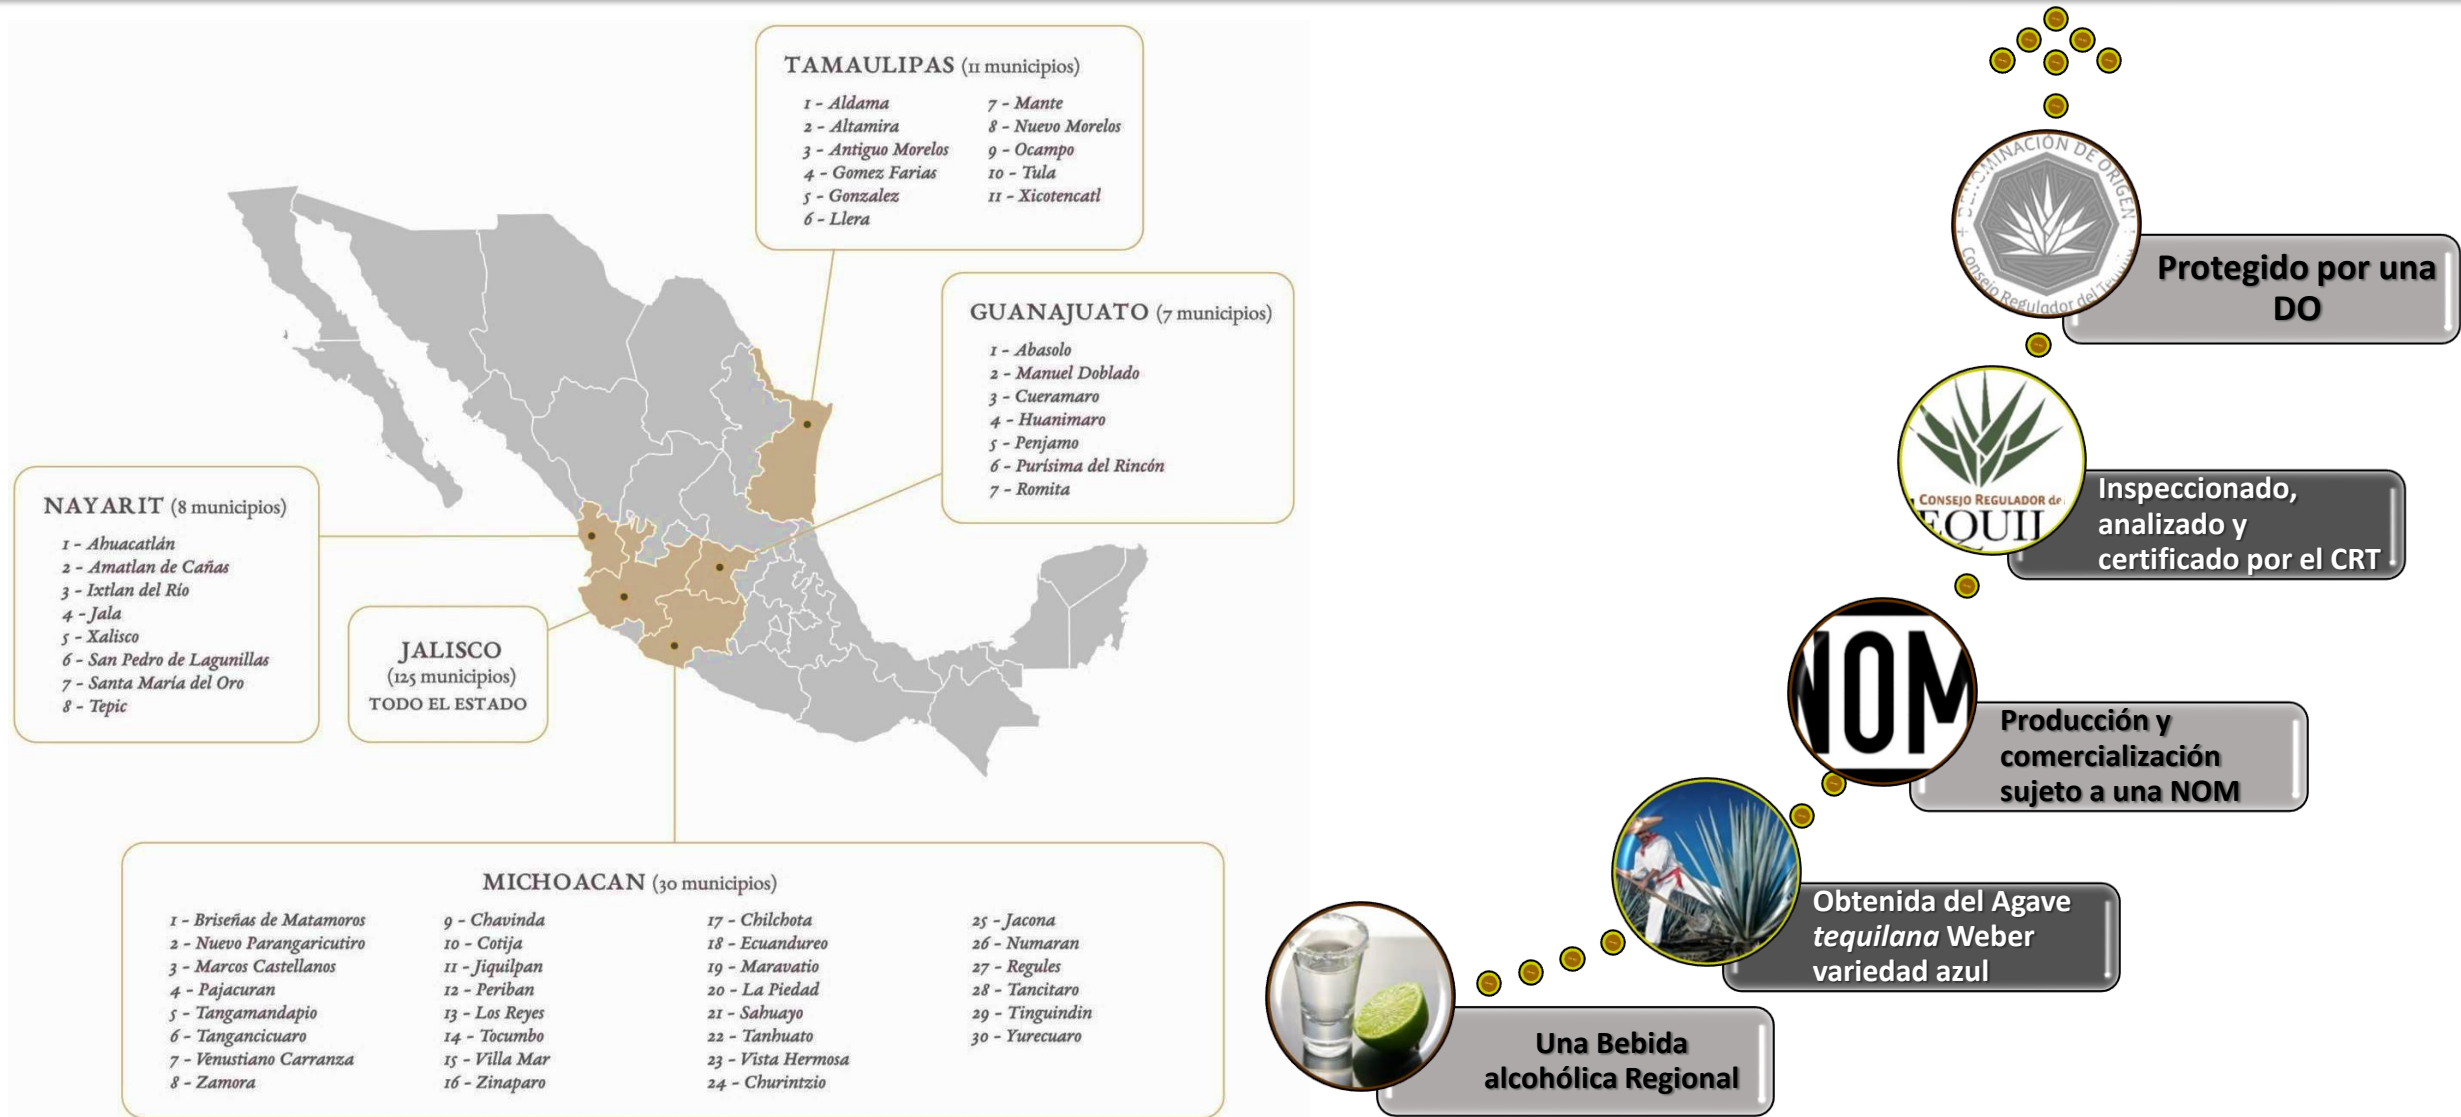 TAMAULIPAS (11 municipios)
1 - Aldama
2 - Altamira
3 - Antiguo Morelos
4 - Gomez Farias
5 - Gonzalez
6 - Llera
7 - Mante
8 - Nuevo Morelos
9 - Ocampo
10 - Tula
11 - Xicotencatl
GUANAJUATO (7 municipios)
1 - Abasolo
2 - Manuel Doblado
3 - Cueramaro
4 - Huanimaro
5 - Penjamo
6 - Purísima del Rincón
7 - Romita
NAYARIT (8 municipios)
1 - Ahuacatlán
2 - Amatlan de Cañas
3 - Ixtlan del Río
4 - Jala
5 - Xalisco
6 - San Pedro de Lagunillas
7 - Santa María del Oro
8 - Tepic
JALISCO
(125 municipios)
TODO EL ESTADO
MICHOACAN (30 municipios)
1 - Briseñas de Matamoros
2 - Nuevo Parangaricutiro
3 - Marcos Castellanos
4 - Pajacuran
5 - Tangamandapio
6 - Tangancicuaro
7 - Venustiano Carranza
8 - Zamora
9 - Chavinda
10 - Cotija
11 - Jiquilpan
12 - Periban
13 - Los Reyes
14 - Tocumbo
15 - Villa Mar
16 - Zinaparo
17 - Chilchota
18 - Ecuandureo
19 - Maravatio
20 - La Piedad
21 - Sahuayo
22 - Tanhuato
23 - Vista Hermosa
24 - Churintzio
25 - Jacona
26 - Numaran
27 - Regules
28 - Tancitaro
29 - Tinguindin
30 - Yurecuaro
DENOMINACIÓN DE ORIGEN
Consejo Regulador del
Protegido por una
DO
CONSEJO REGULADOR de
EQUIL
Inspeccionado,
analizado y
certificado por el CRT
NOM
Producción y
comercialización
sujeto a una NOM
Obtenida del Agave
tequilana Weber
variedad azul
Una Bebida
alcohólica Regional